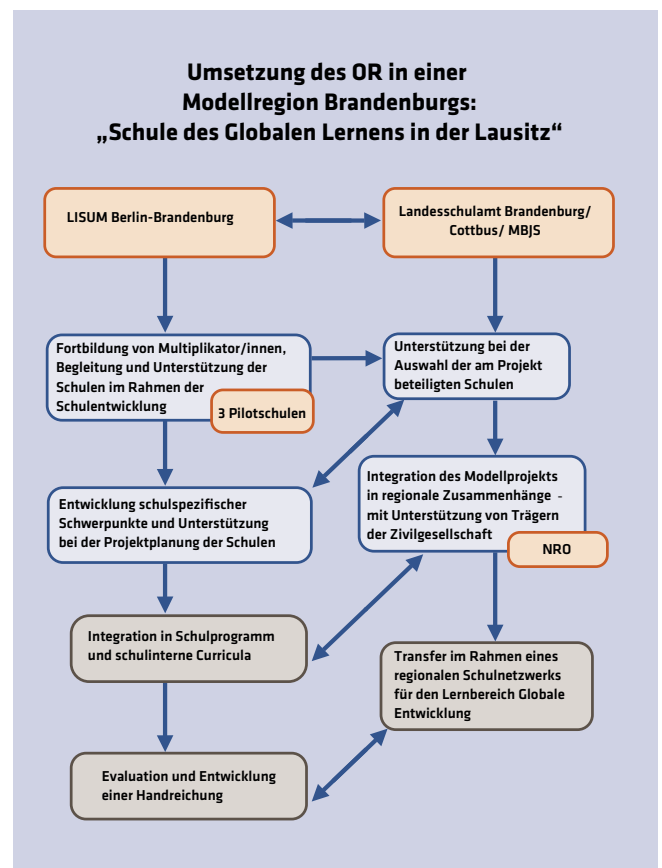 Umsetzung des OR in einer
Modellregion Brandenburgs:
„Schule des Globalen Lernens in der Lausitz“
LISUM Berlin-Brandenburg
Landesschulamt Brandenburg/
Cottbus/ MBJS
Fortbildung von Multiplikator/innen,
Begleitung und Unterstützung der
Schulen im Rahmen der
Schulentwicklung
3 Pilotschulen
Unterstützung bei der
Auswahl der am Projekt
beteiligten Schulen
Entwicklung schulspezifischer
Schwerpunkte und Unterstützung
bei der Projektplanung der Schulen
Integration des Modellprojekts
in regionale Zusammenhänge -
mit Unterstützung von Trägern
der Zivilgesellschaft
NRO
Integration in Schulprogramm
und schulinterne Curricula
Transfer im Rahmen eines
regionalen Schulnetzwerks
für den Lernbereich Globale
Entwicklung
Evaluation und Entwicklung
einer Handreichung